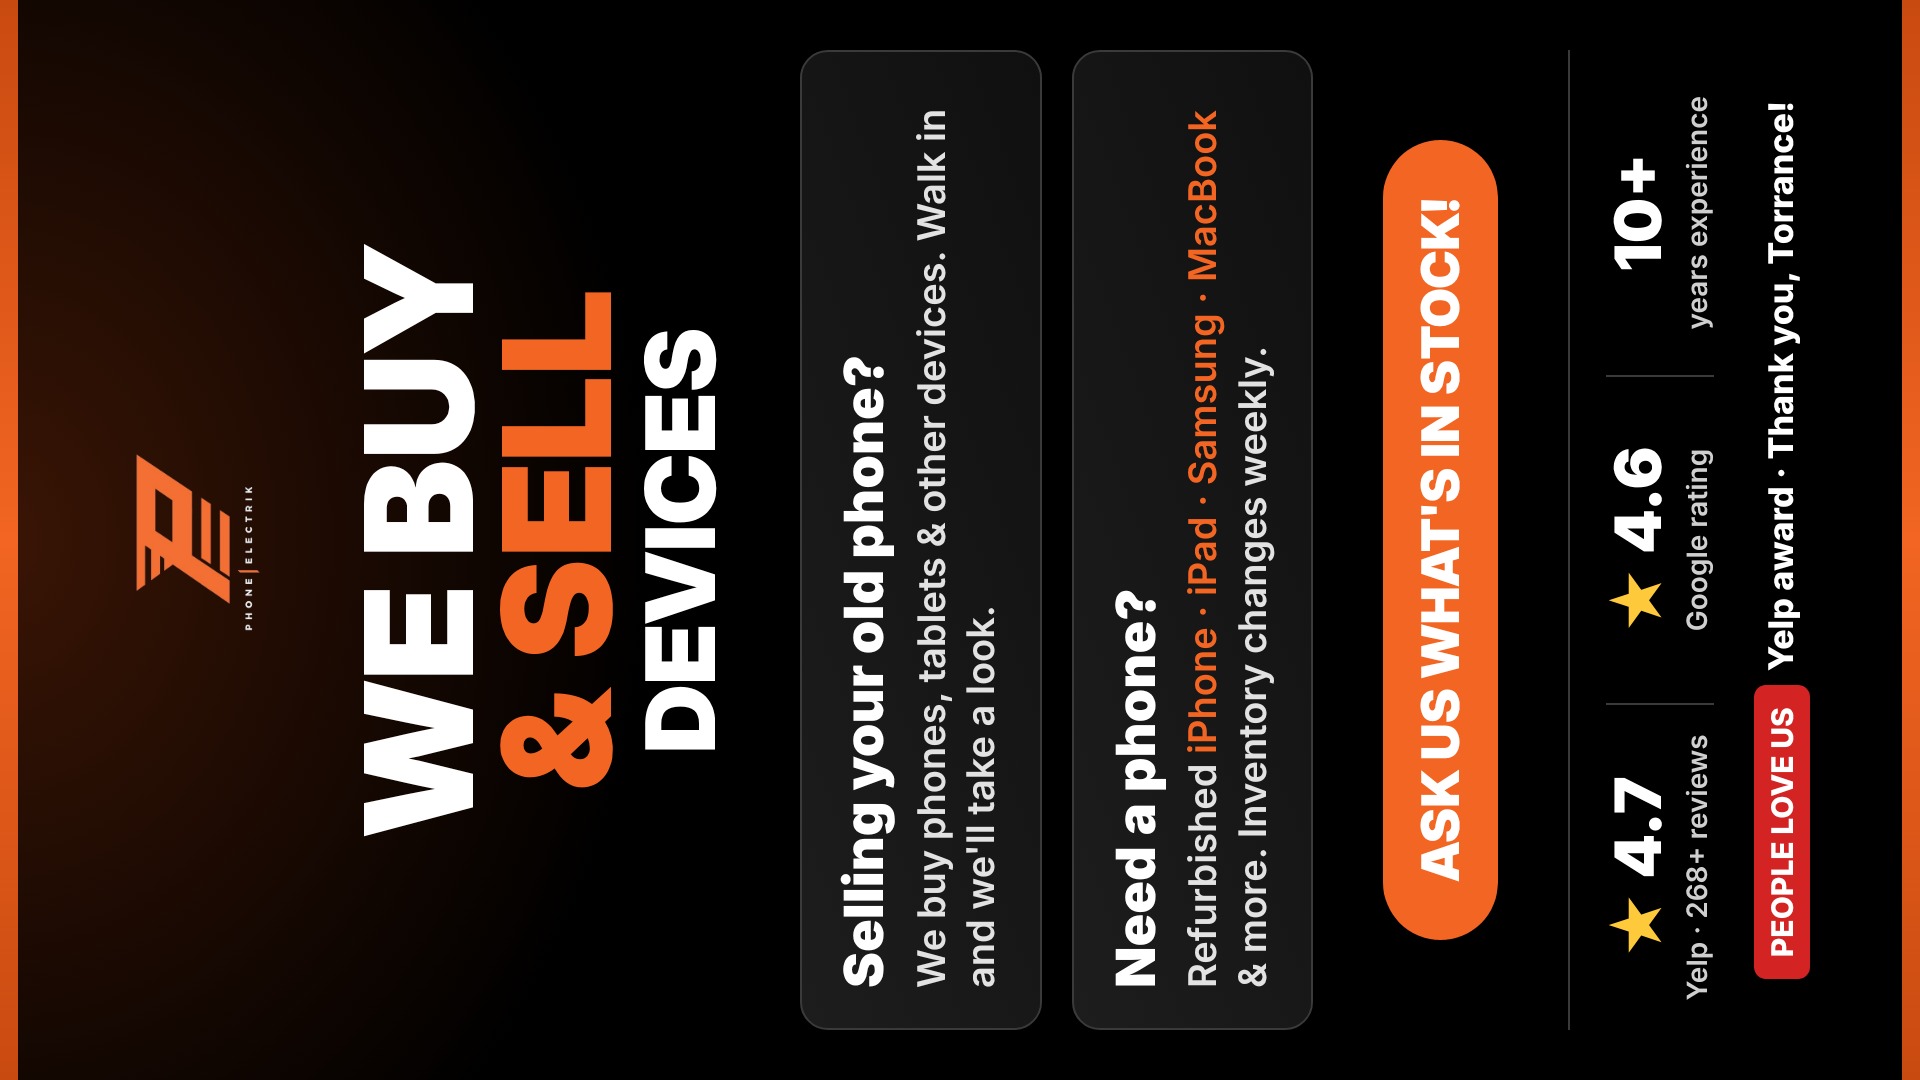 PHONE ELECTRIK
WE BUY
& SELL
DEVICES
Selling your old phone?
We buy phones, tablets & other devices. Walk in
and we'll take a look.
Need a phone?
Refurbished iPhone · iPad · Samsung · MacBook
& more. Inventory changes weekly.
ASK US WHAT'S IN STOCK!
★ 4.7
Yelp · 268+ reviews
★ 4.6
Google rating
10+
years experience
PEOPLE LOVE US Yelp award · Thank you, Torrance!